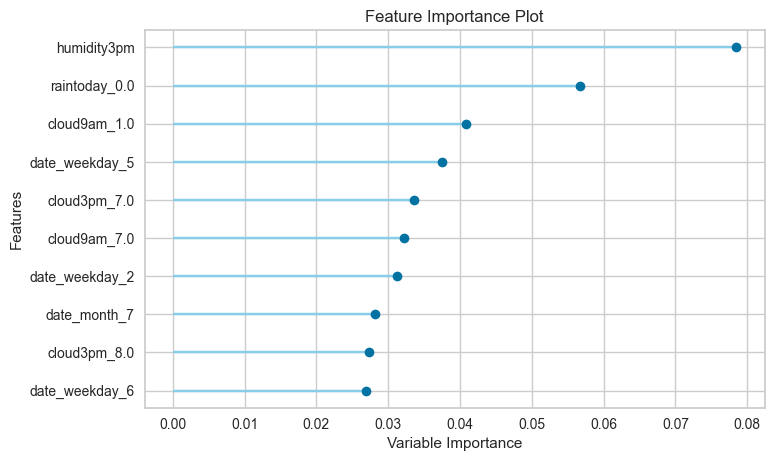 Feature Importance Plot
Features
humidity3pm
raintoday_0.0
cloud9am_1.0
date_weekday_5
cloud3pm_7.0
cloud9am_7.0
date_weekday_2
date_month_7
cloud3pm_8.0
date_weekday_6
0.00 0.01 0.02 0.03 0.04 0.05 0.06 0.07 0.08
Variable Importance